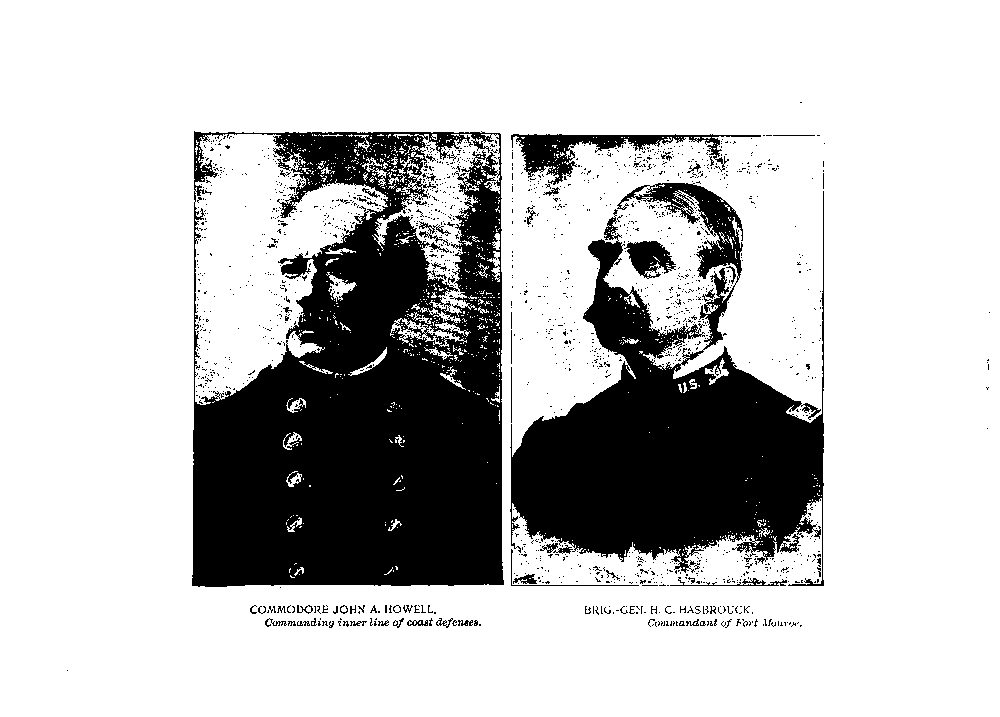 U.S.
COMMODORE JOHN A. HOWELL,
Commanding inner line of coast defenses.
BRIG.-GEN. H. C. HASBROUCK,
Commandant of Fort Monroe.